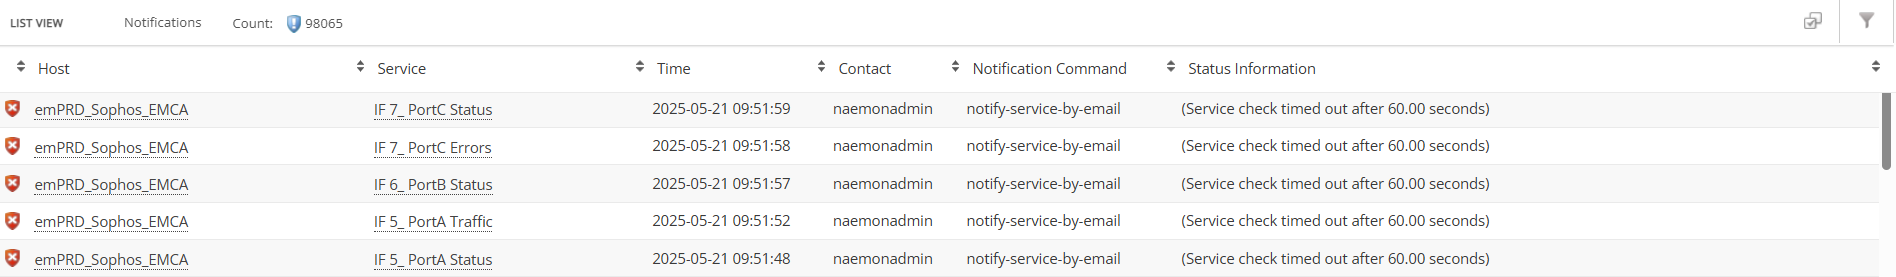 LIST VIEW Notifications Count: 98065
Host Service Time Contact Notification Command Status Information
emPRD_Sophos_EMCA IF 7_ PortC Status 2025-05-21 09:51:59 naemonadmin notify-service-by-email (Service check timed out after 60.00 seconds)
emPRD_Sophos_EMCA IF 7_ PortC Errors 2025-05-21 09:51:58 naemonadmin notify-service-by-email (Service check timed out after 60.00 seconds)
emPRD_Sophos_EMCA IF 6_ PortB Status 2025-05-21 09:51:57 naemonadmin notify-service-by-email (Service check timed out after 60.00 seconds)
emPRD_Sophos_EMCA IF 5_ PortA Traffic 2025-05-21 09:51:52 naemonadmin notify-service-by-email (Service check timed out after 60.00 seconds)
emPRD_Sophos_EMCA IF 5_ PortA Status 2025-05-21 09:51:48 naemonadmin notify-service-by-email (Service check timed out after 60.00 seconds)